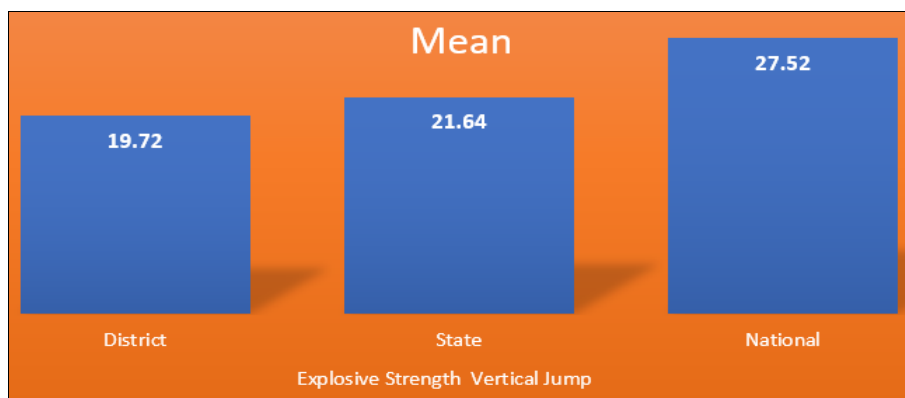 Mean
19.72
21.64
27.52
District
State
National
Explosive Strength Vertical Jump